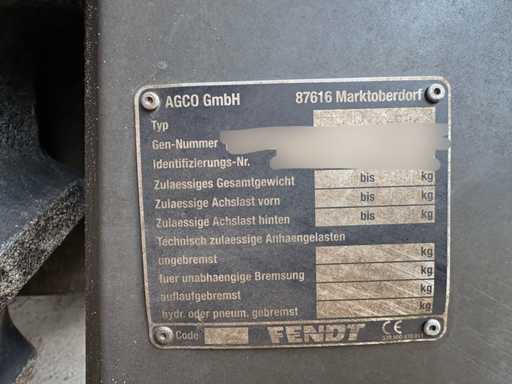 AGCO GmbH 87616 Marktoberdorf
Typ
Gen-Nummer
Identifizierungs-Nr.
Zulaessiges Gesamtgewicht bis kg
Zulaessige Achslast vorn bis kg
Zulaessige Achslast hinten bis kg
Technisch zulaessige Anhaengelasten
ungebremst kg
fuer unabhaengige Bremsung kg
auflaufgebremst kg
hydr. oder pneum. gebremst kg
Code FENDT CE